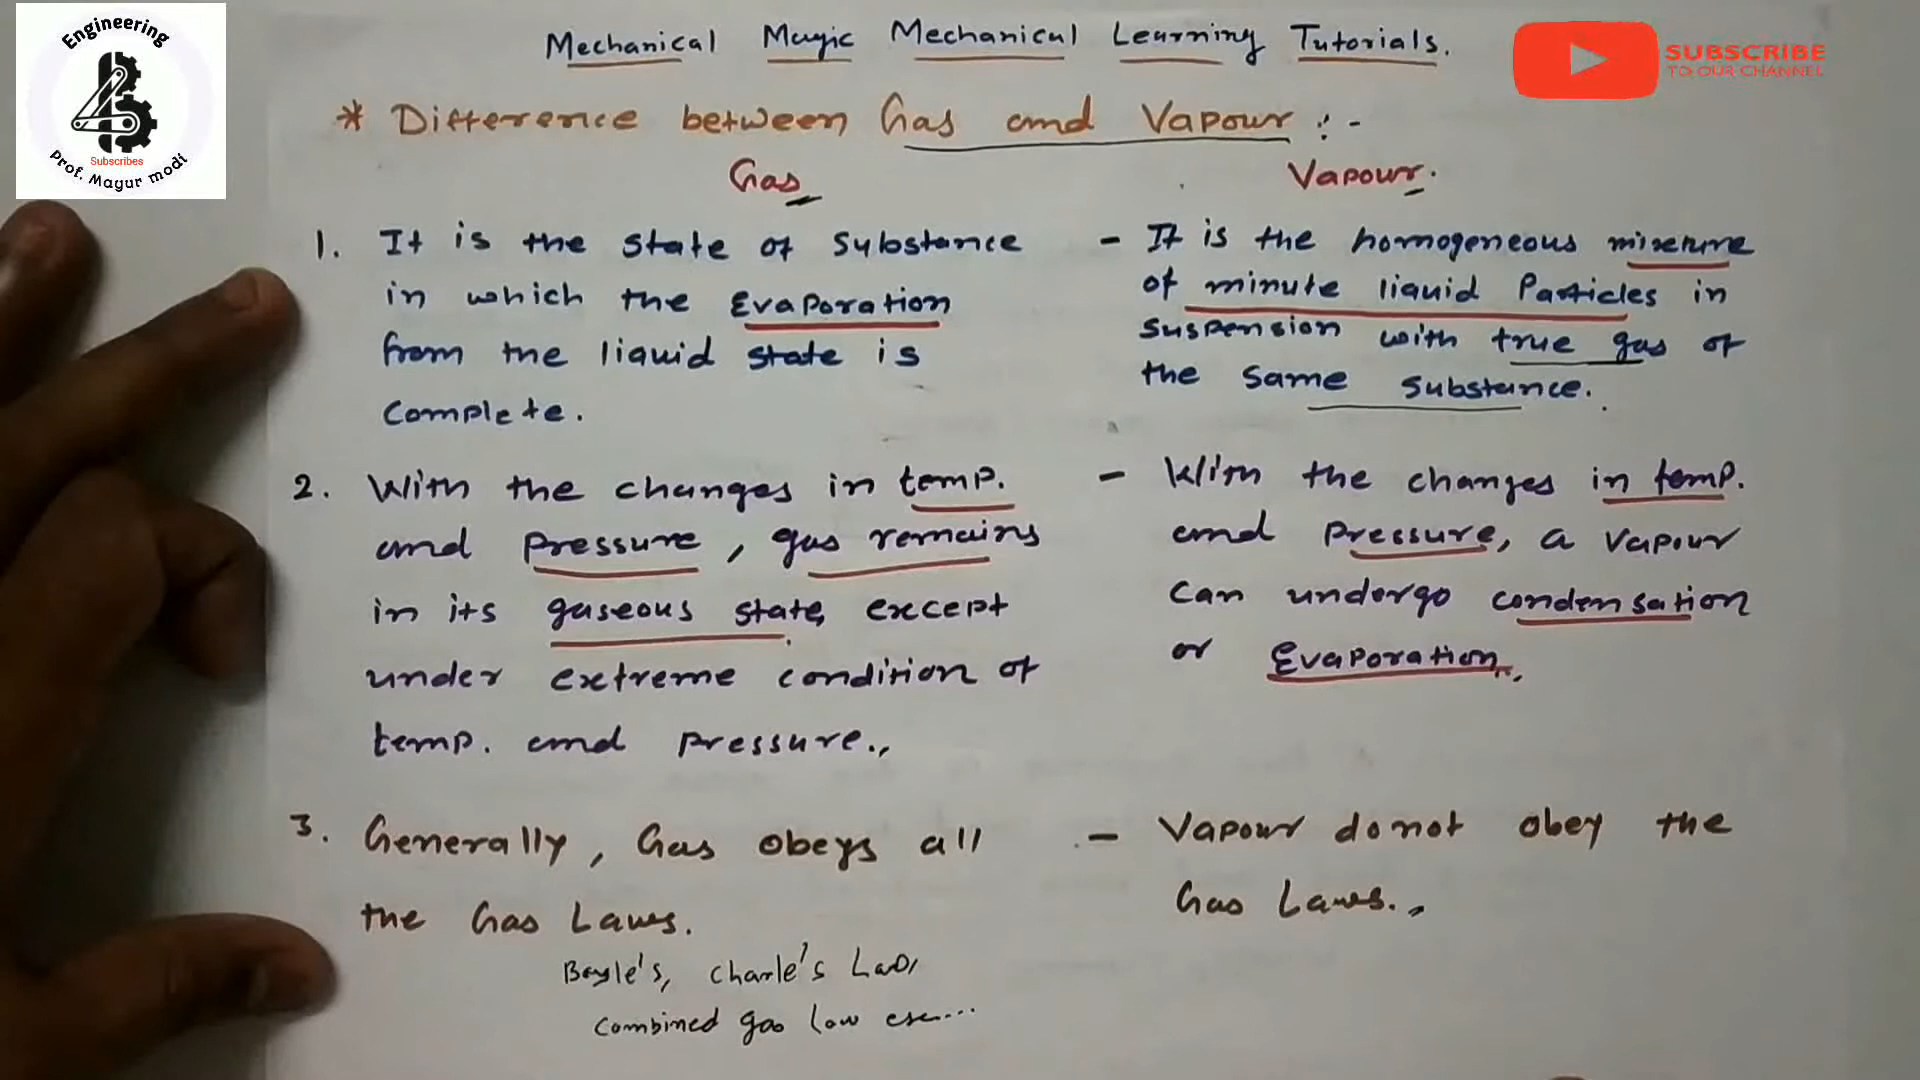 Engineering
Subscribes
Prof. Mayur modi
Mechanical Magic Mechanical Learning Tutorials.
SUBSCRIBE
TO OUR CHANNEL
* Difference between Gas and Vapour :-
Gas
Vapour.
1. It is the state of Substance
in which the Evaporation
from the liquid state is
Complete.
- It is the homogeneous mixture
of minute liquid Particles in
suspension with true gas of
the same substance.
2. With the changes in temp.
and pressure, gas remains
in its gaseous state, except
under extreme condition of
temp. and pressure.
- With the changes in temp.
and Pressure, a vapour
can undergo condensation
or Evaporation.
3. Generally, Gas obeys all
the Gas Laws.
Boyle's, Charle's Law,
Combined gas law
- Vapour do not obey the
Gas Laws.